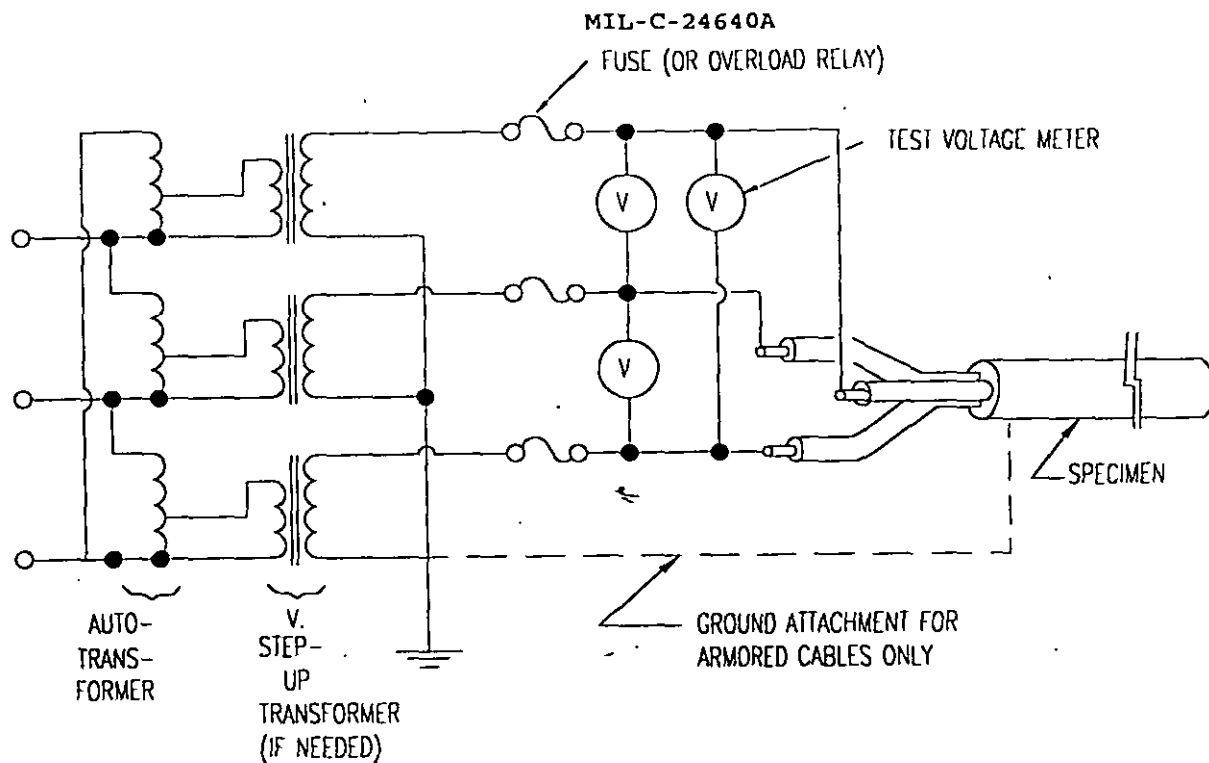 MIL-C-24640A
FUSE (OR OVERLOAD RELAY)
TEST VOLTAGE METER
V
V
V
SPECIMEN
AUTO-
TRANS-
FORMER
V.
STEP-
UP
TRANSFORMER
(IF NEEDED)
GROUND ATTACHMENT FOR
ARMORED CABLES ONLY